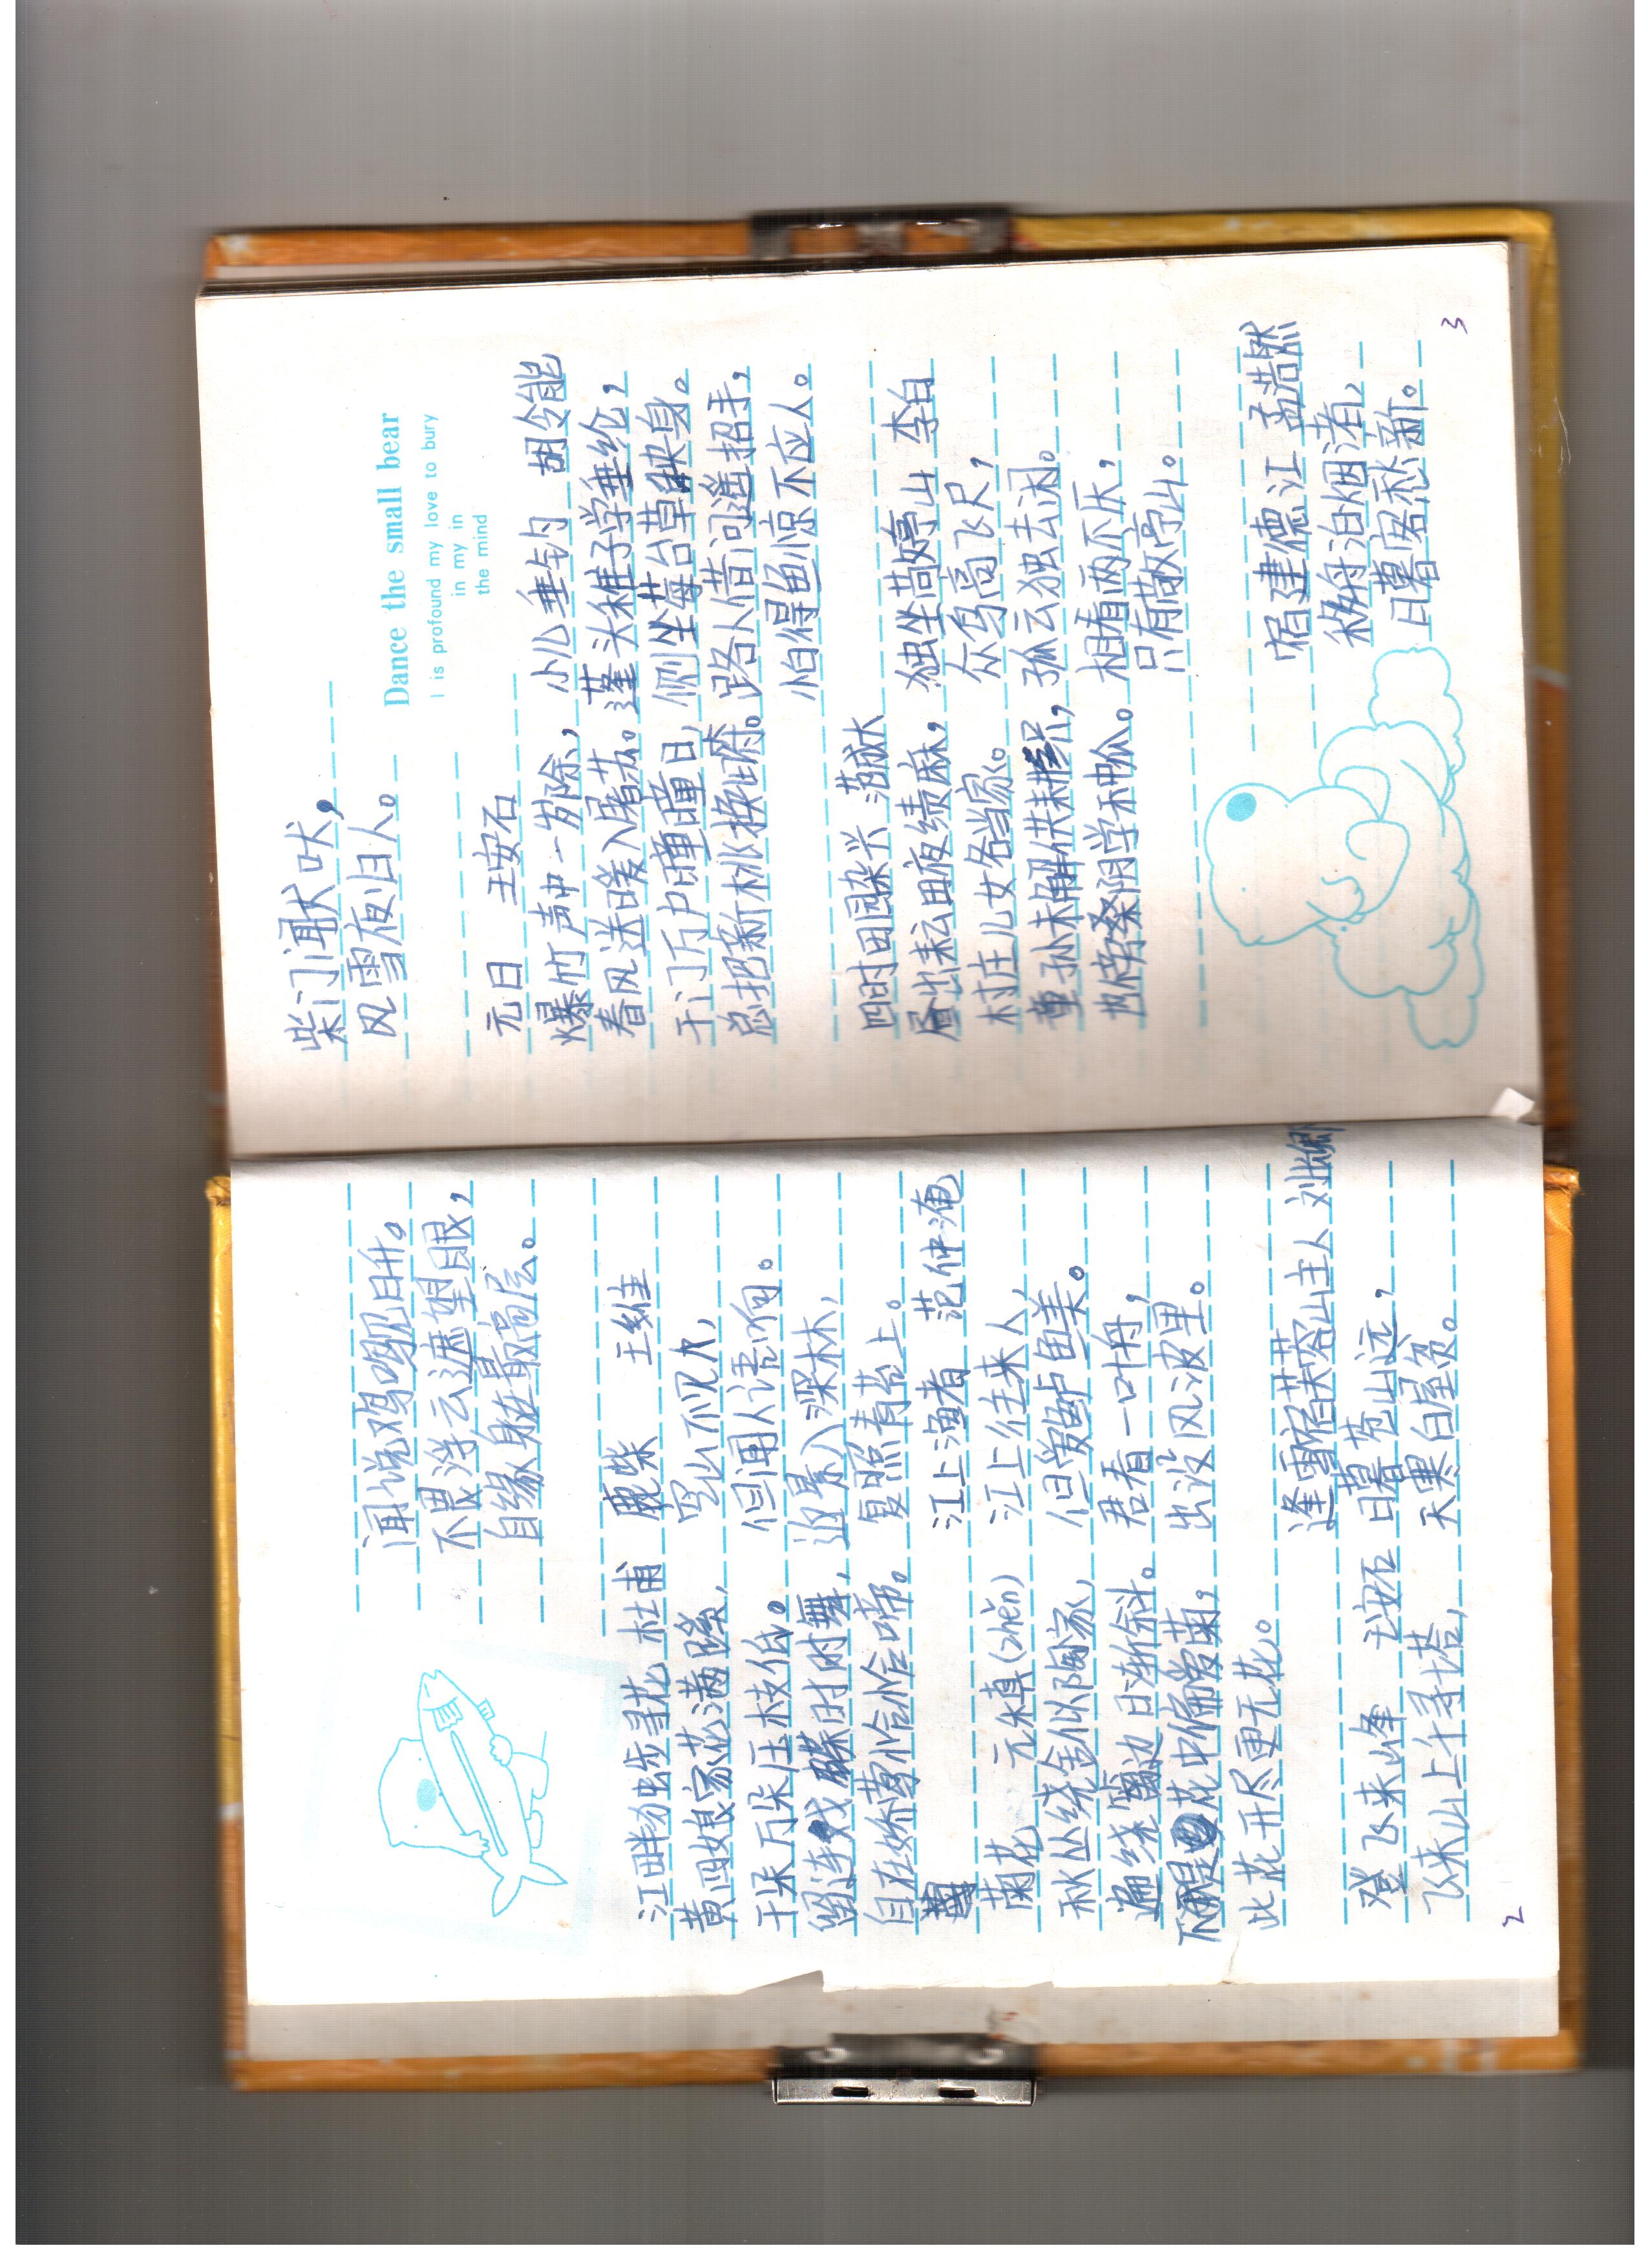 江畔独步寻花 杜甫
黄四娘家花满蹊，
千朵万朵压枝低。
留连戏蝶时时舞，
自在娇莺恰恰啼。
菊花 元稹(zhěn)
秋丛绕舍似陶家，
遍绕篱边日渐斜。
不是花中偏爱菊，
此花开尽更无花。
登飞来峰 王安石
飞来山上千寻塔，
闻说鸡鸣见日升。
不畏浮云遮望眼，
自缘身在最高层。
鹿柴 王维
空山不见人，
但闻人语响。
返景入深林，
复照青苔上。
江上渔者 范仲淹
江上往来人，
但爱鲈鱼美。
君看一叶舟，
出没风波里。
逢雪宿芙蓉山主人 刘长卿
日暮苍山远，
天寒白屋贫。
2
柴门闻犬吠，
风雪夜归人。
Dance the small bear
I is profound my love to bury
in my in
the mind
元日 王安石
爆竹声中一岁除，
春风送暖入屠苏。
千门万户曈曈日，
总把新桃换旧符。
小儿垂钓 胡令能
蓬头稚子学垂纶，
侧坐莓台草映身。
路人借问遥招手，
怕得鱼惊不应人。
四时田园杂兴 范成大
昼出耘田夜绩麻，
村庄儿女各当家。
童孙未解供耕织，
也傍桑阴学种瓜。
独坐敬亭山 李白
众鸟高飞尺，
孤云独去闲。
相看两不厌，
只有敬亭山。
宿建德江 孟浩然
移舟泊烟渚，
日暮客愁新。
3